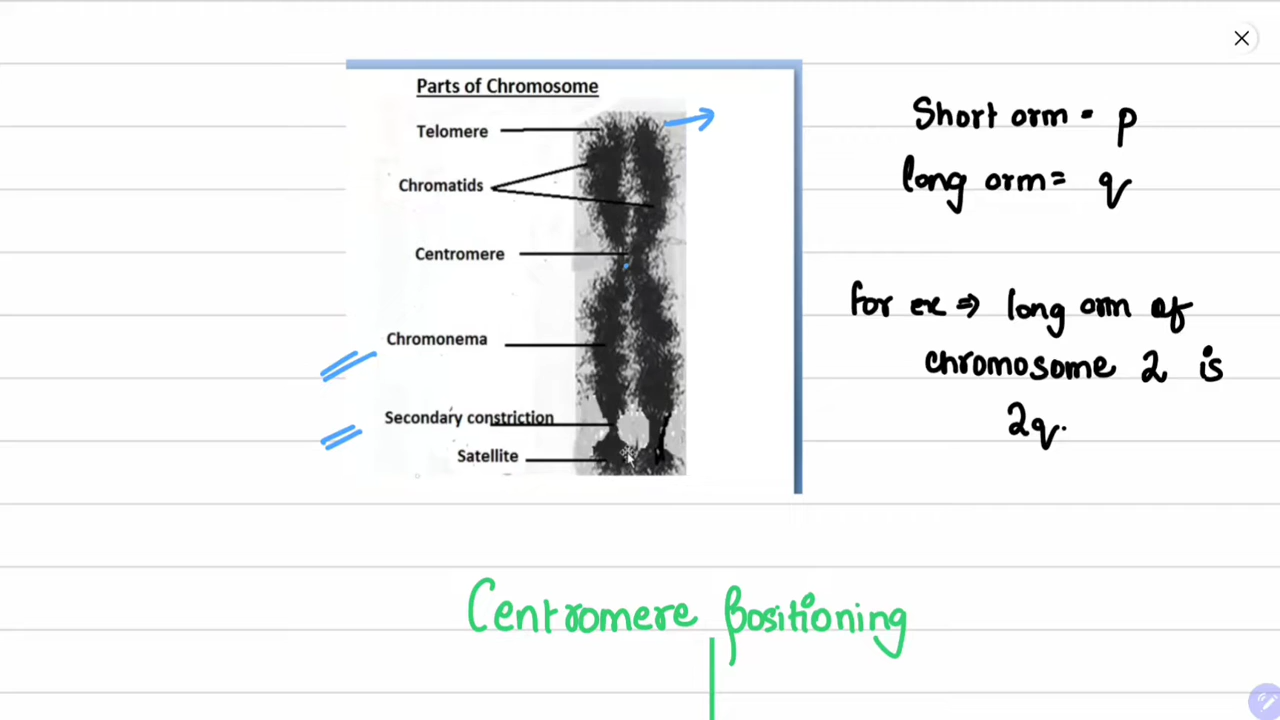 Parts of Chromosome
Telomere
Chromatids
Centromere
Chromonema
Secondary constriction
Satellite
Short arm - p
long arm = q
for ex ⇒ long arm of
chromosome 2 is
2q.
Centromere positioning